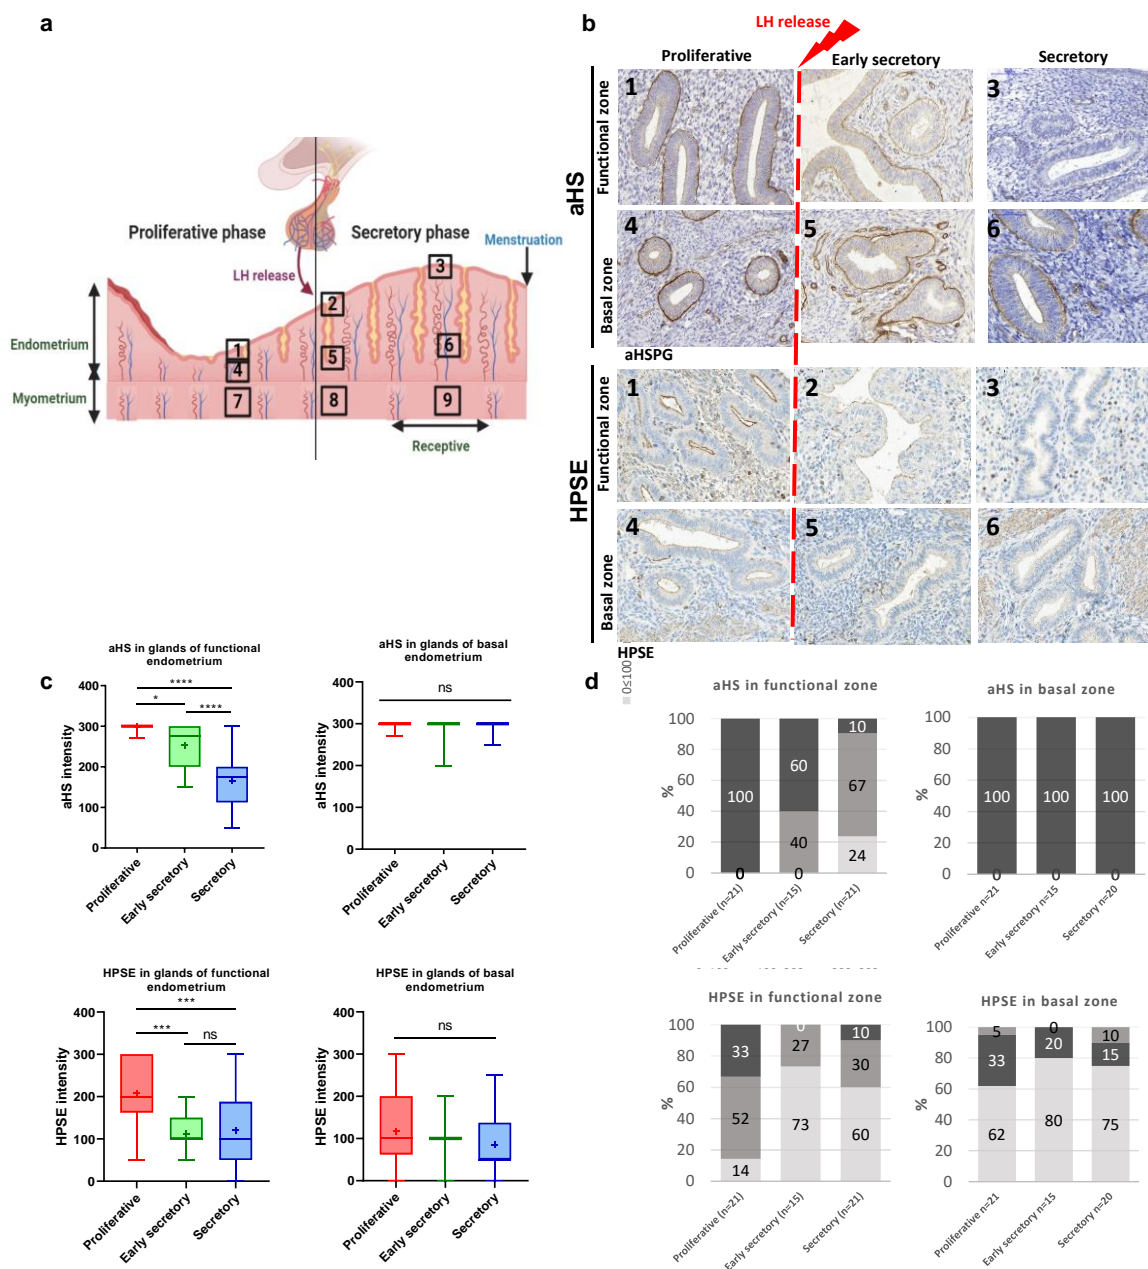 a
Proliferative phase
Secretory phase
Menstruation
LH release
Endometrium
Myometrium
Receptive
1
2
3
4
5
6
7
8
9
b
LH release
Proliferative
Early secretory
Secretory
aHS
Functional zone
Basal zone
1
3
4
5
6
aHSPG
HPSE
Functional zone
Basal zone
1
2
3
4
5
6
HPSE
c
aHS in glands of functional
endometrium
aHS intensity
400
300
200
100
0
****
*
****
Proliferative
Early secretory
Secretory
aHS in glands of basal
endometrium
aHS intensity
400
300
200
100
0
ns
Proliferative
Early secretory
Secretory
HPSE in glands of functional
endometrium
HPSE intensity
400
300
200
100
0
***
***
ns
Proliferative
Early secretory
Secretory
HPSE in glands of basal
endometrium
HPSE intensity
400
300
200
100
0
ns
Proliferative
Early secretory
Secretory
d
0≤100
aHS in functional zone
%
100
80
60
40
20
0
100
0
60
40
0
10
67
24
Proliferative (n=21)
Early secretory (n=15)
Secretory (n=21)
aHS in basal zone
%
100
80
60
40
20
0
100
0
100
0
100
0
Proliferative n=21
Early secretory n=15
Secretory n=20
HPSE in functional zone
%
100
80
60
40
20
0
33
52
14
0
27
73
10
30
60
Proliferative (n=21)
Early secretory (n=15)
Secretory (n=21)
HPSE in basal zone
%
100
80
60
40
20
0
5
33
62
0
20
80
10
15
75
Proliferative n=21
Early secretory n=15
Secretory n=20